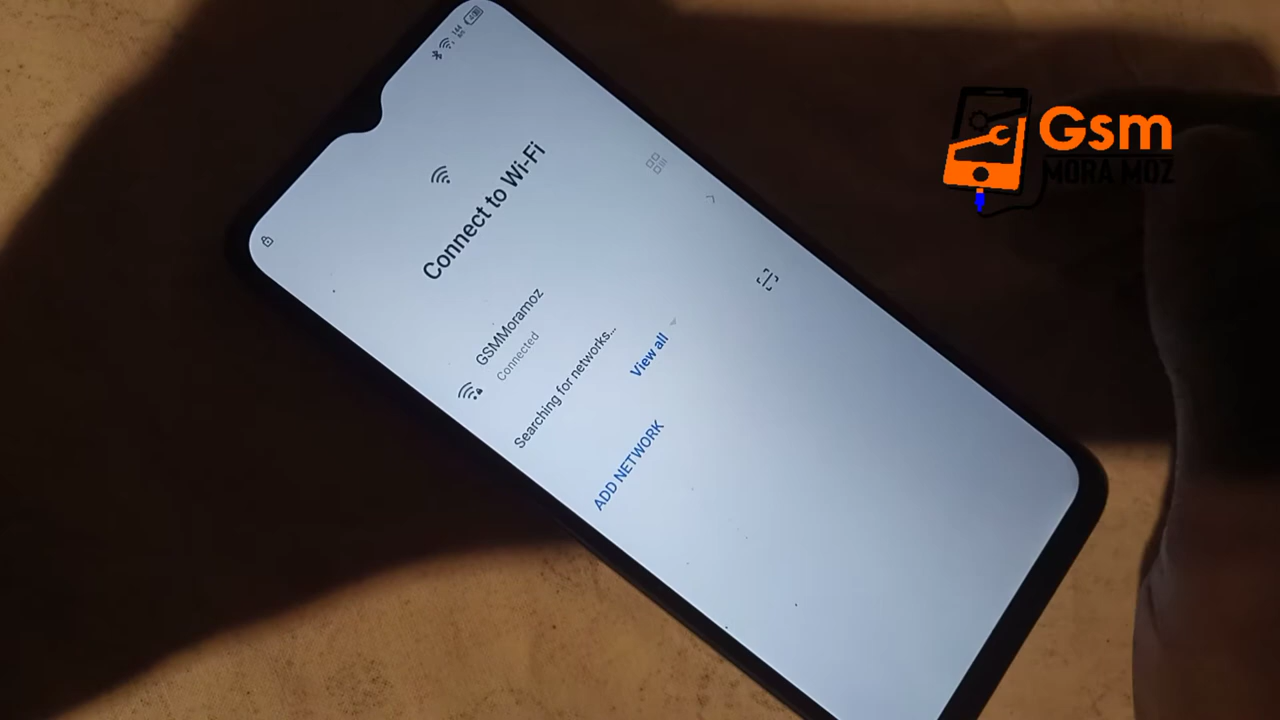 Connect to Wi-Fi
GSMMoramoz
Connected
Searching for networks...
View all
ADD NETWORK
Gsm
MORA MOZ